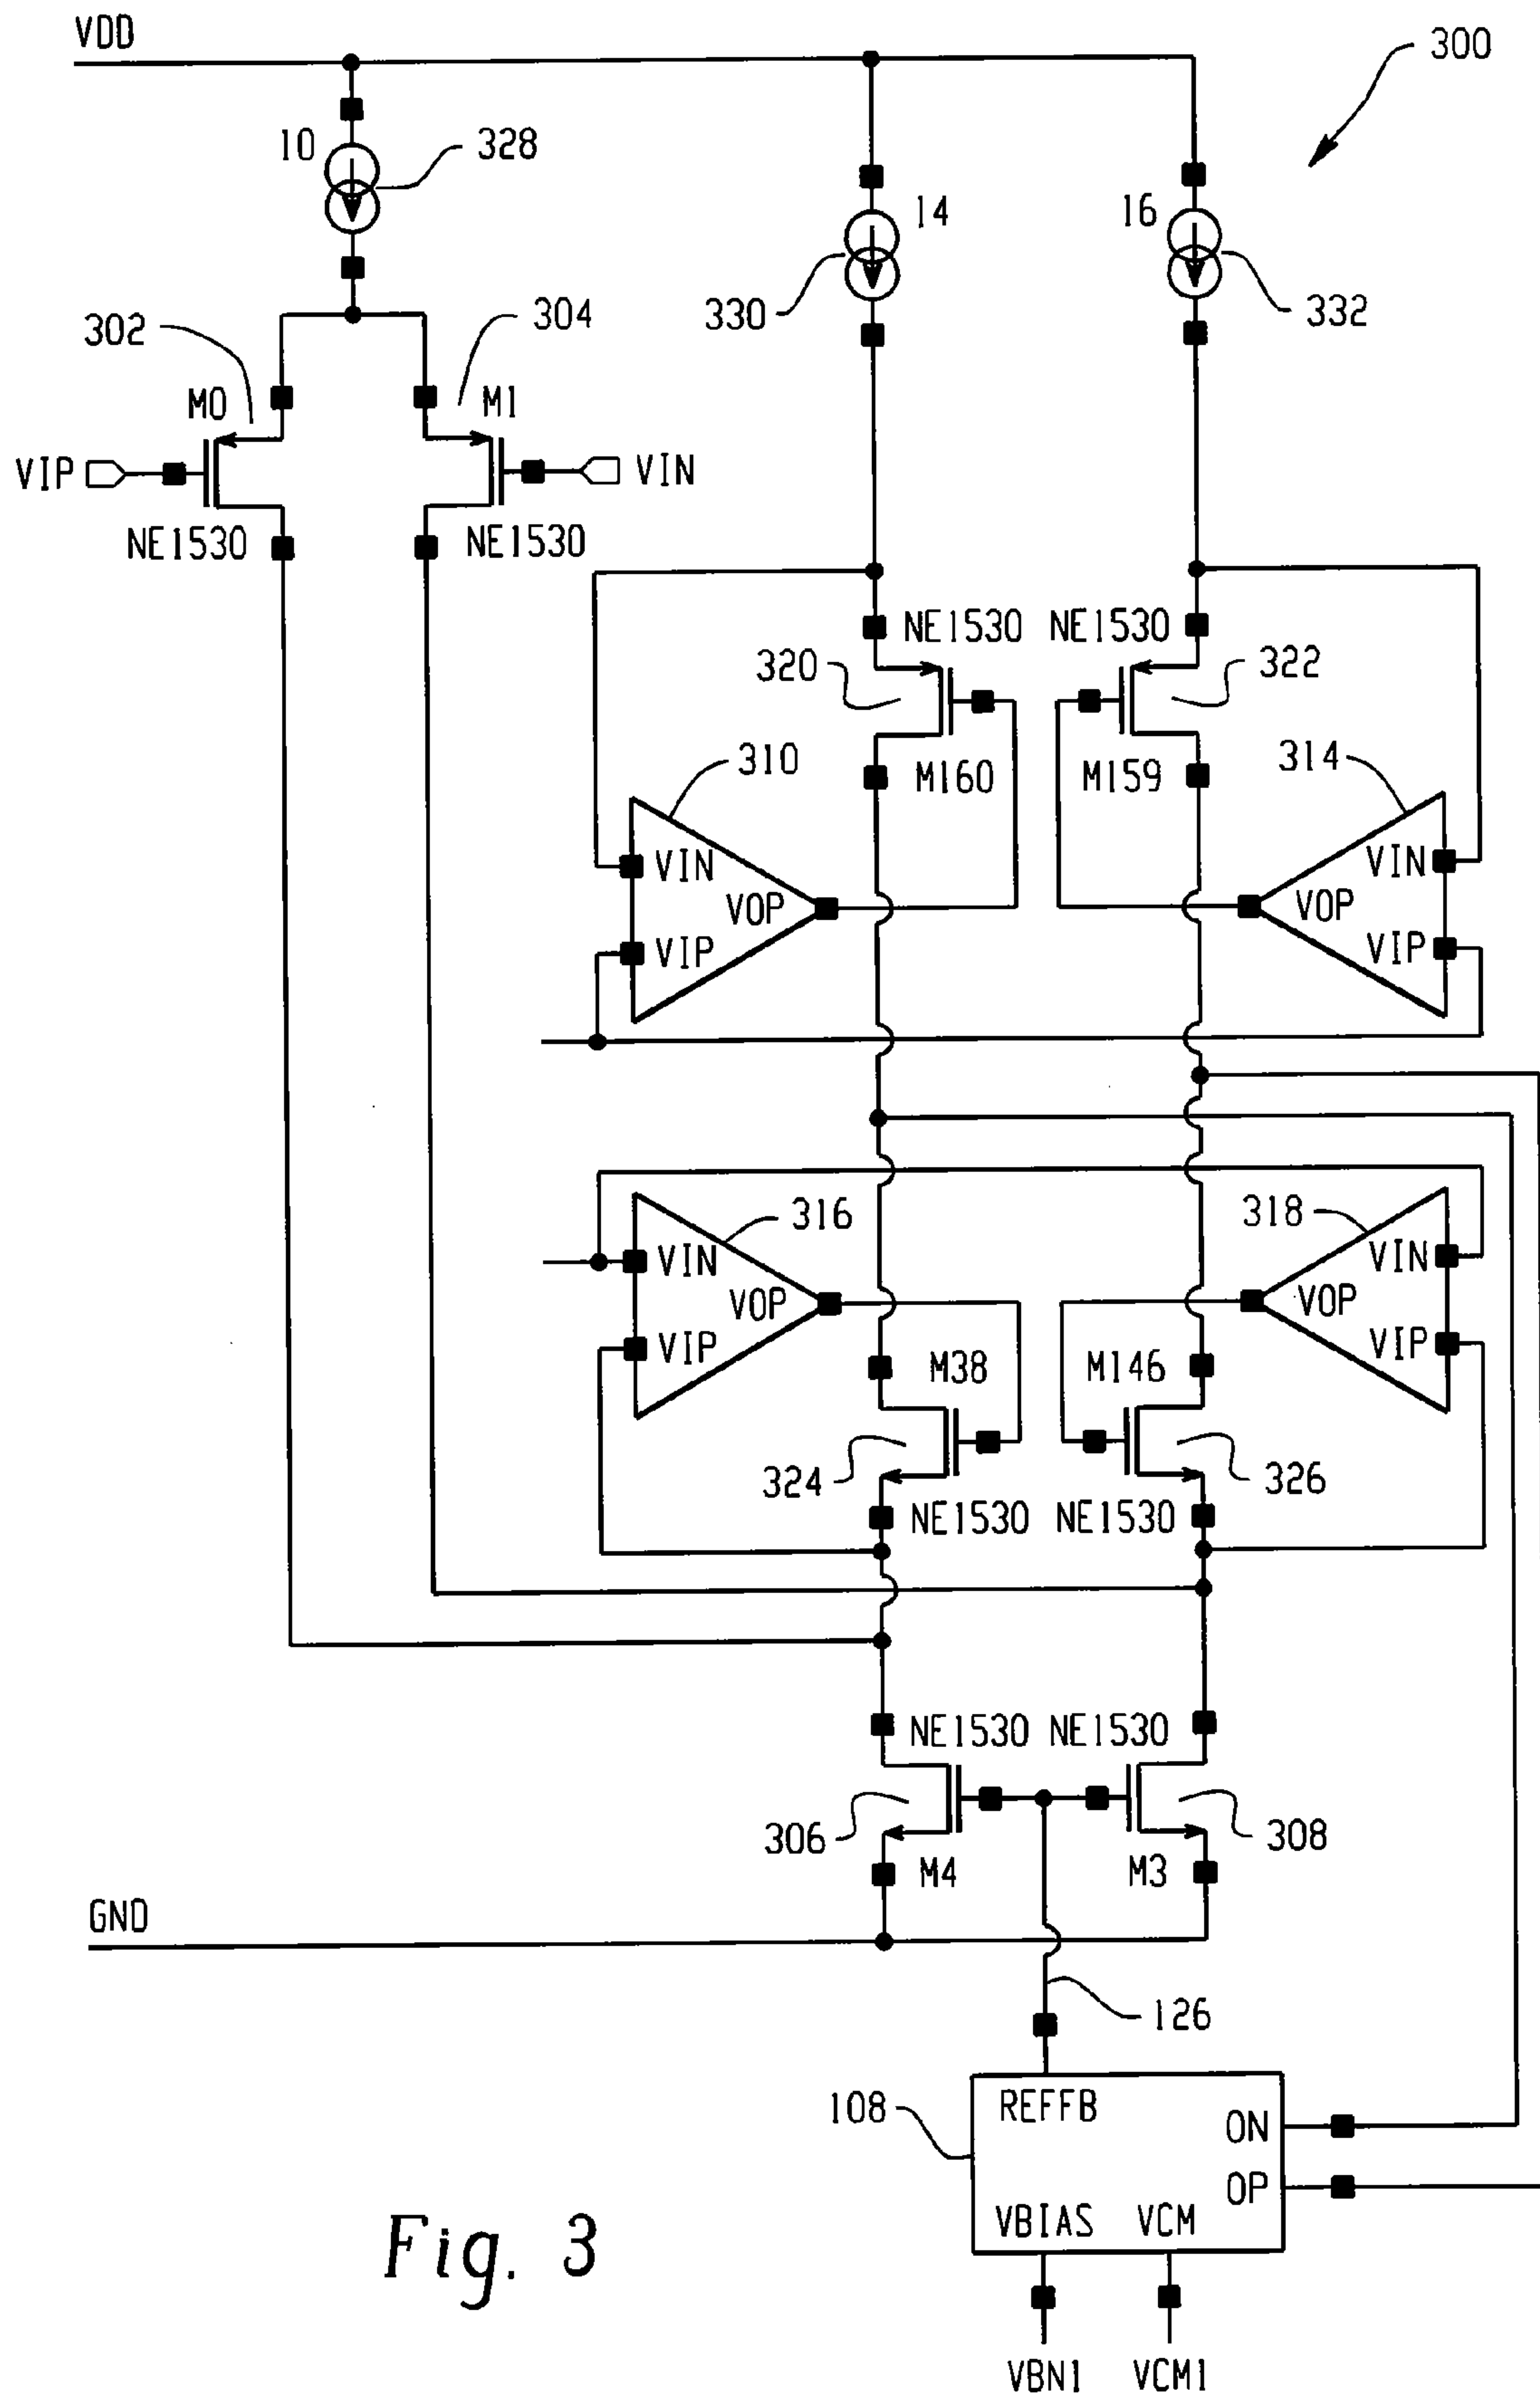 VDD
300
10
328
14
16
330
332
302
304
M0
M1
VIP
VIN
NE1530
NE1530
NE1530
NE1530
320
322
310
M160
M159
314
VIN
VOP
VIP
VIN
VOP
VIP
316
318
VIN
VOP
VIP
VIN
VOP
VIP
M38
M146
324
326
NE1530
NE1530
NE1530
NE1530
306
308
M4
M3
GND
126
108
REFFB
ON
OP
VBIAS
VCM
VBN1
VCM1
Fig. 3